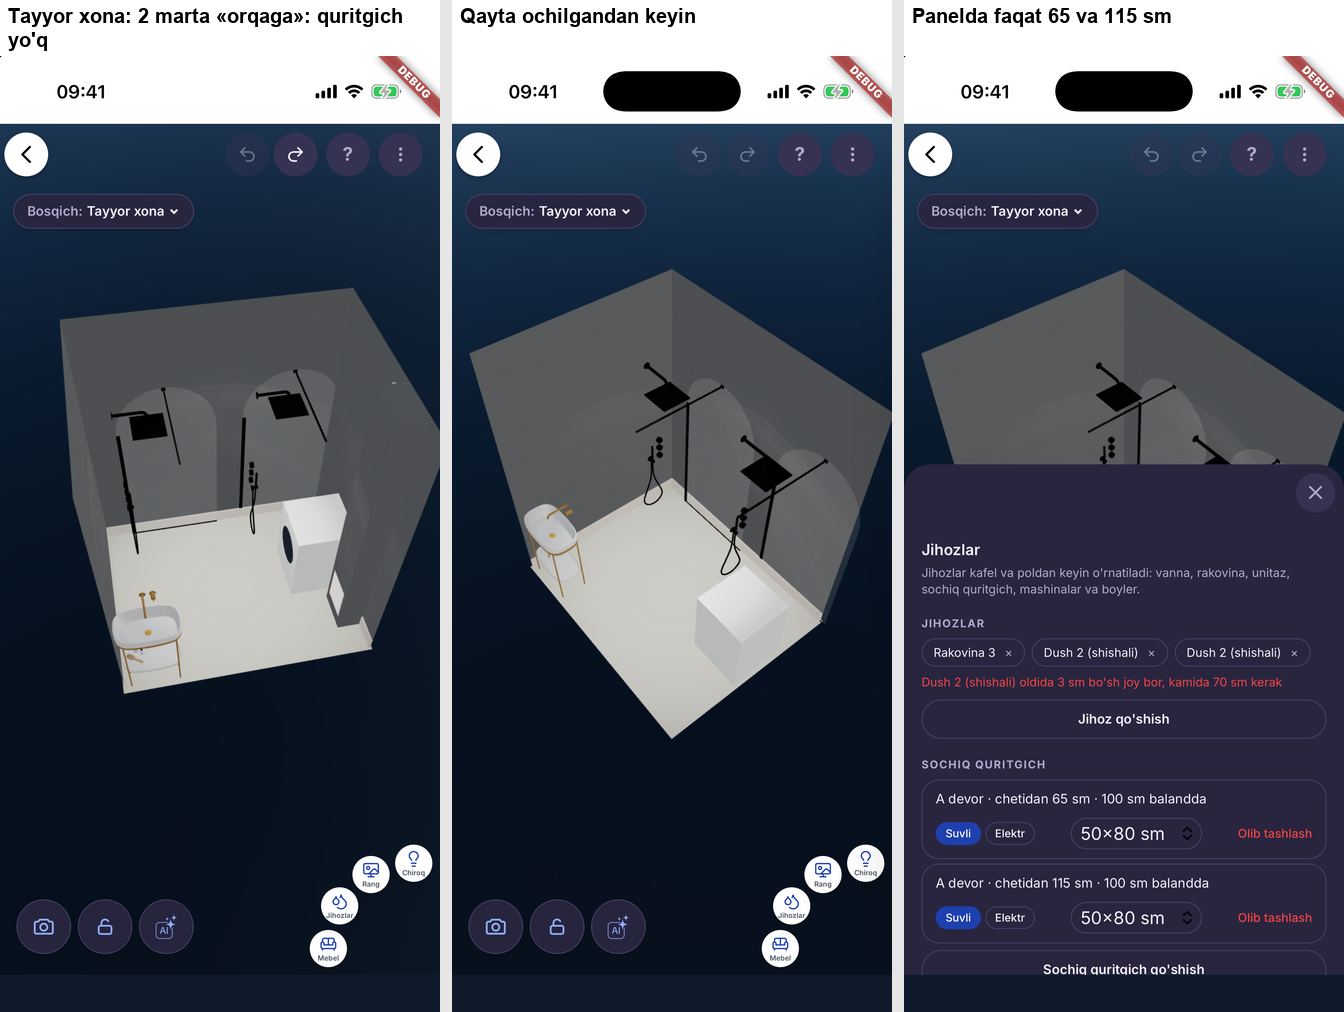 Tayyor xona: 2 marta «orqaga»: quritgich
yo'q
09:41
DEBUG
?
Bosqich: Tayyor xona
Chiroq
Rang
Jihozlar
AI
Mebel
Qayta ochilgandan keyin
09:41
DEBUG
?
Bosqich: Tayyor xona
Chiroq
Rang
Jihozlar
AI
Mebel
Panelda faqat 65 va 115 sm
09:41
DEBUG
?
Bosqich: Tayyor xona
Jihozlar
Jihozlar kafel va poldan keyin o'rnatiladi: vanna, rakovina, unitaz,
sochiq quritgich, mashinalar va boyler.
JIHOZLAR
Rakovina 3 × Dush 2 (shishali) × Dush 2 (shishali) ×
Dush 2 (shishali) oldida 3 sm bo'sh joy bor, kamida 70 sm kerak
Jihoz qo'shish
SOCHIQ QURITGICH
A devor · chetidan 65 sm · 100 sm balandda
Suvli Elektr 50×80 sm Olib tashlash
A devor · chetidan 115 sm · 100 sm balandda
Suvli Elektr 50×80 sm Olib tashlash
Sochiq quritgich qo'shish